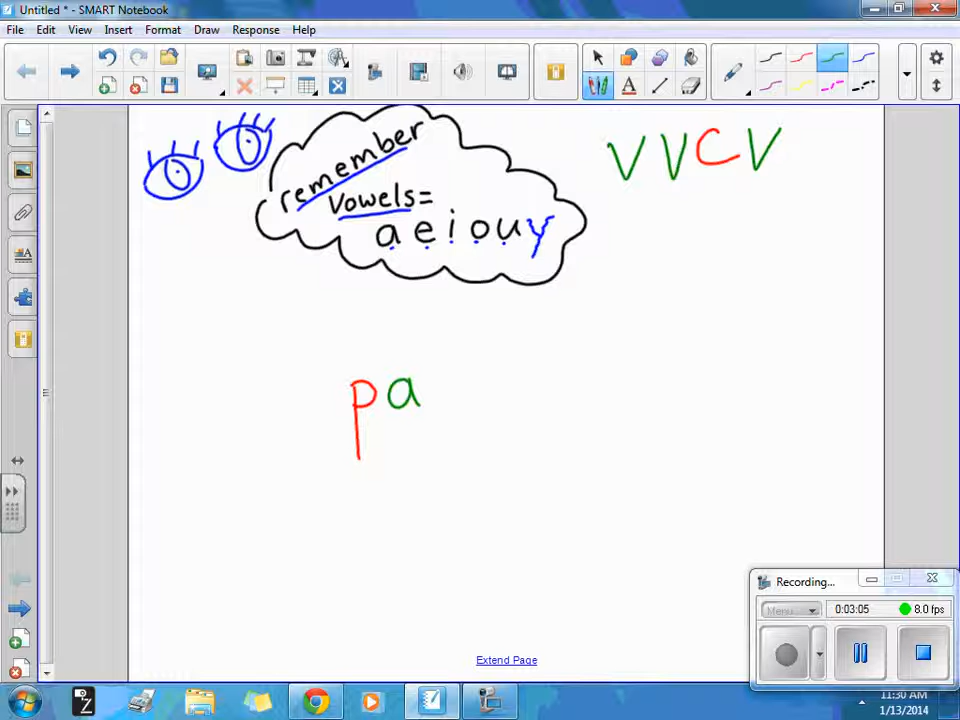 Untitled * - SMART Notebook
File Edit View Insert Format Draw Response Help
remember
Vowels=
a e i o u y
V V C V
pa
Extend Page
Recording...
Menu
0:03:05
8.0 fps
11:30 AM
1/13/2014